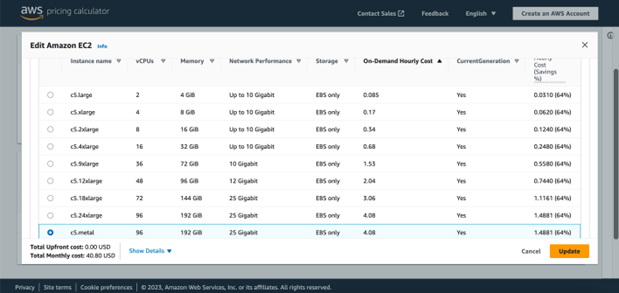 aws pricing calculator Contact Sales Feedback English Create an AWS Account
Edit Amazon EC2 Info
Instance name vCPUs Memory Network Performance Storage On-Demand Hourly Cost CurrentGeneration Hourly Cost (Savings %)
c5.large 2 4 GiB Up to 10 Gigabit EBS only 0.085 Yes 0.0310 (64%)
c5.xlarge 4 8 GiB Up to 10 Gigabit EBS only 0.17 Yes 0.0620 (64%)
c5.2xlarge 8 16 GiB Up to 10 Gigabit EBS only 0.34 Yes 0.1240 (64%)
c5.4xlarge 16 32 GiB Up to 10 Gigabit EBS only 0.68 Yes 0.2480 (64%)
c5.9xlarge 36 72 GiB 10 Gigabit EBS only 1.53 Yes 0.5580 (64%)
c5.12xlarge 48 96 GiB 12 Gigabit EBS only 2.04 Yes 0.7440 (64%)
c5.18xlarge 72 144 GiB 25 Gigabit EBS only 3.06 Yes 1.1161 (64%)
c5.24xlarge 96 192 GiB 25 Gigabit EBS only 4.08 Yes 1.4881 (64%)
c5.metal 96 192 GiB 25 Gigabit EBS only 4.08 Yes 1.4881 (64%)
Total Upfront cost: 0.00 USD
Total Monthly cost: 40.80 USD
Show Details Cancel Update
Privacy | Site terms | Cookie preferences | © 2023, Amazon Web Services, Inc. or its affiliates. All rights reserved.